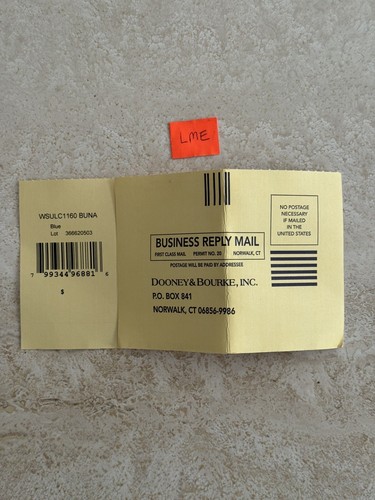 LME
WSULC1160 BUNA
Blue
Lot 366620503
7 99344 96881 6
$
BUSINESS REPLY MAIL
FIRST CLASS MAIL PERMIT NO. 35 NORWALK, CT
POSTAGE WILL BE PAID BY ADDRESSEE
DOONEY&BOURKE, INC.
P.O. BOX 841
NORWALK, CT 06856-9986
NO POSTAGE
NECESSARY
IF MAILED
IN THE
UNITED STATES